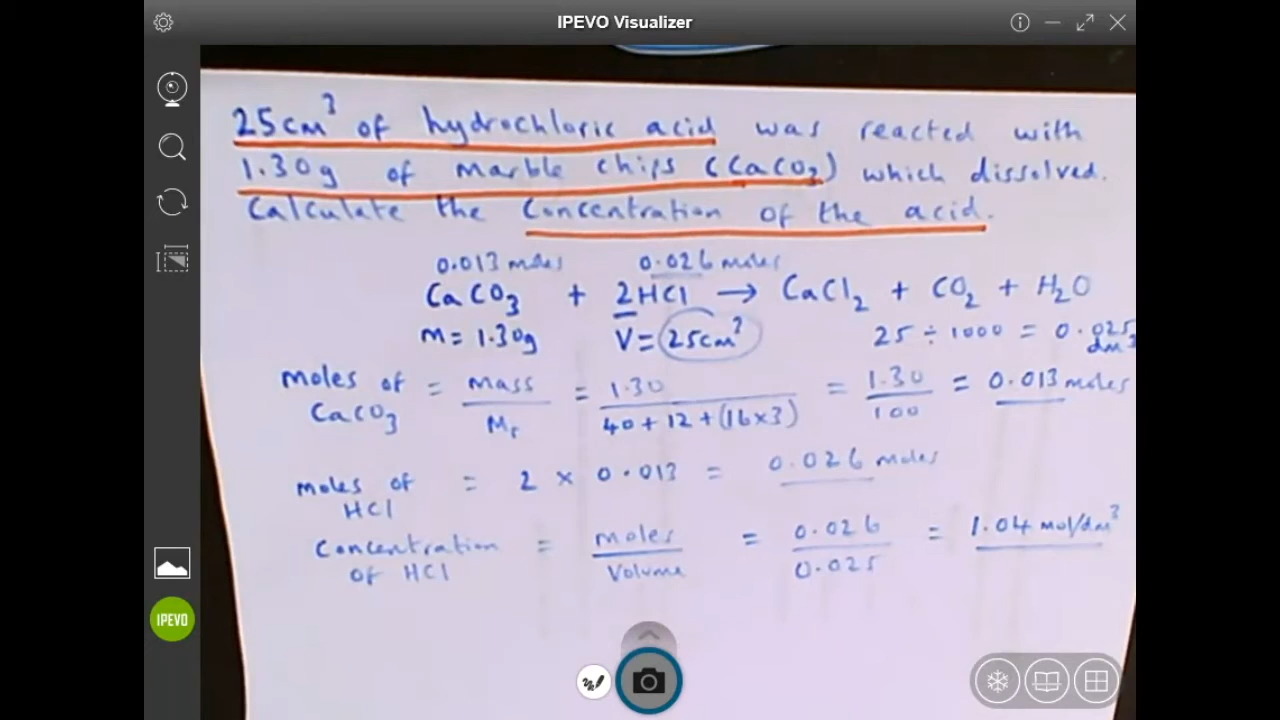 IPEVO Visualizer
25cm³ of hydrochloric acid was reacted with
1.30g of marble chips (CaCO₃) which dissolved.
Calculate the concentration of the acid.
0.013 moles 0.026 moles
CaCO₃ + 2HCl → CaCl₂ + CO₂ + H₂O
m = 1.30g V = 25cm³ 25 ÷ 1000 = 0.025 dm³
moles of CaCO₃ = mass / Mr = 1.30 / 40 + 12 + (16×3) = 1.30 / 100 = 0.013 moles
moles of HCl = 2 × 0.013 = 0.026 moles
Concentration of HCl = moles / Volume = 0.026 / 0.025 = 1.04 mol/dm³
IPEVO